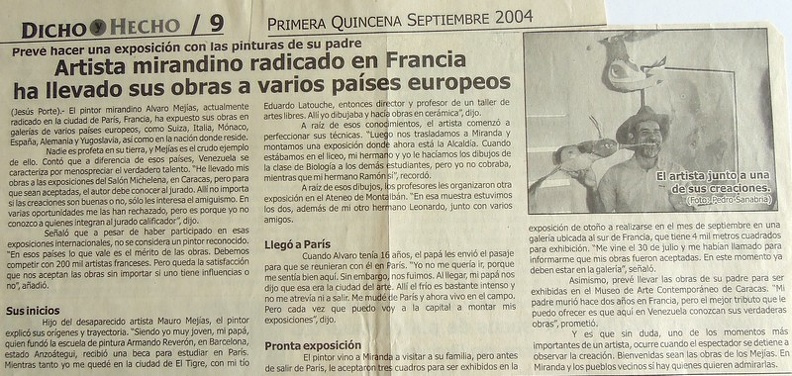 DICHO Y HECHO / 9
PRIMERA QUINCENA SEPTIEMBRE 2004
Prevé hacer una exposición con las pinturas de su padre
Artista mirandino radicado en Francia
ha llevado sus obras a varios países europeos
(Jesús Porte).- El pintor mirandino Alvaro Mejías, actualmente
radicado en la ciudad de París, Francia, ha expuesto sus obras en
galerías de varios países europeos, como Suiza, Italia, Mónaco,
España, Alemania y Yugoslavia, así como en la nación donde reside.
Nadie es profeta en su tierra, y Mejías es el crudo ejemplo
de ello. Contó que a diferencia de esos países, Venezuela se
caracteriza por menospreciar el verdadero talento. "He llevado mis
obras a las exposiciones del Salón Michelena, en Caracas, pero para
que sean aceptadas, el autor debe conocer al jurado. Allí no importa
si las creaciones son buenas o no, sólo les interesa el amiguismo. En
varias oportunidades me las han rechazado, pero es porque yo no
conozco a quienes integran al jurado calificador", dijo.
Señaló que a pesar de haber participado en esas
exposiciones internacionales, no se considera un pintor reconocido.
"En esos países lo que vale es el mérito de las obras. Debemos
competir con 200 mil artistas franceses. Pero queda la satisfacción
que nos aceptan las obras sin importar si uno tiene influencias o
no", añadió.
Sus inicios
Hijo del desaparecido artista Mauro Mejías, el pintor
explicó sus orígenes y trayectoria. "Siendo yo muy joven, mi papá,
quien fundó la escuela de pintura Armando Reverón, en Barcelona,
estado Anzoátegui, recibió una beca para estudiar en París.
Mientras tanto yo me quedé en la ciudad de El Tigre, con mi tío
Eduardo Latouche, entonces director y profesor de un taller de
artes libres. Allí yo dibujaba y hacía obras en cerámica", dijo.
A raíz de esos conocimientos, el artista comenzó a
perfeccionar sus técnicas. "Luego nos trasladamos a Miranda y
montamos una exposición donde ahora está la Alcaldía. Cuando
estábamos en el liceo, mi hermano y yo le hacíamos los dibujos de
la clase de Biología a los demás estudiantes, pero yo no cobraba,
mientras que mi hermano Ramón sí", recordó.
A raíz de esos dibujos, los profesores les organizaron otra
exposición en el Ateneo de Montalbán. "En esa muestra estuvimos
los dos, además de mi otro hermano Leonardo, junto con varios
amigos.
Llegó a París
Cuando Alvaro tenía 16 años, el papá les envió el pasaje
para que se reunieran con él en París. "Yo no me quería ir, porque
me sentía bien aquí. Sin embargo, nos fuimos. Al llegar, mi papá nos
dijo que esa era la ciudad del arte. Allí el frío es bastante intenso y
no me atrevía ni a salir. Me mudé de París y ahora vivo en el campo.
Pero cada vez que puedo voy a la capital a montar mis
exposiciones", dijo.
Pronta exposición
El pintor vino a Miranda a visitar a su familia, pero antes
de salir de París, le aceptaron tres cuadros para ser exhibidos en la
El artista junto a una
de sus creaciones.
(Foto: Pedro Sanabria)
exposición de otoño a realizarse en el mes de septiembre en una
galería ubicada al sur de Francia, que tiene 4 mil metros cuadrados
para exhibición. "Me vine el 30 de julio y me habían llamado para
informarme que mis obras fueron aceptadas. En este momento ya
deben estar en la galería", señaló.
Asimismo, prevé llevar las obras de su padre para ser
exhibidas en el Museo de Arte Contemporáneo de Caracas. "Mi
padre murió hace dos años en Francia, pero el mejor tributo que le
puedo ofrecer es que aquí en Venezuela conozcan sus verdaderas
obras", prometió.
Y es que sin duda, uno de los momentos más
importantes de un artista, ocurre cuando el espectador se detiene a
observar la creación. Bienvenidas sean las obras de los Mejías. En
Miranda y los pueblos vecinos si hay quienes quieren admirarlas.